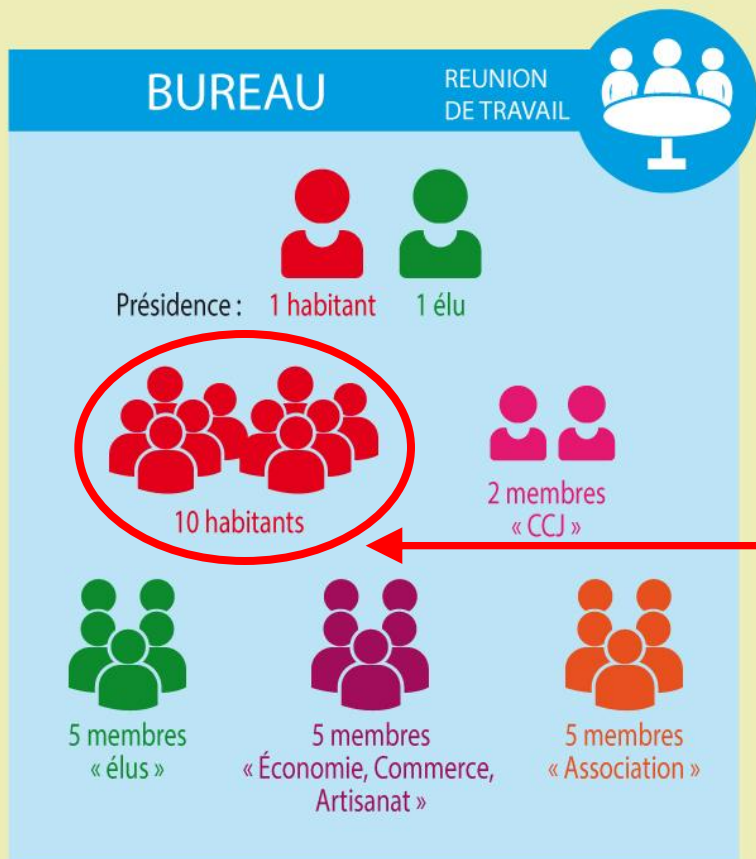 BUREAU
REUNION
DE TRAVAIL
Présidence : 1 habitant 1 élu
10 habitants
2 membres
« CCJ »
5 membres
« élus »
5 membres
« Économie, Commerce,
Artisanat »
5 membres
« Association »